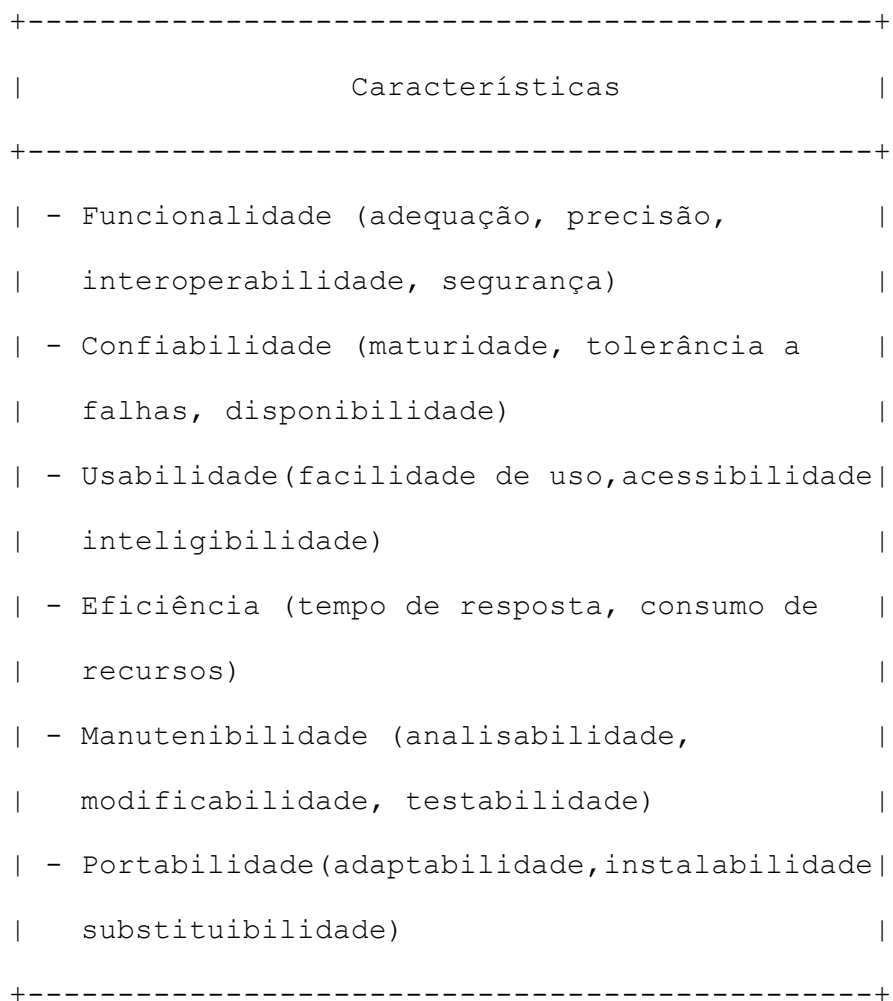 +-----------------------------------------------+
|                  Características              |
+-----------------------------------------------+
| - Funcionalidade (adequação, precisão,        |
|   interoperabilidade, segurança)              |
| - Confiabilidade (maturidade, tolerância a    |
|   falhas, disponibilidade)                    |
| - Usabilidade(facilidade de uso,acessibilidade|
|   inteligibilidade)                           |
| - Eficiência (tempo de resposta, consumo de   |
|   recursos)                                   |
| - Manutenibilidade (analisabilidade,          |
|   modificabilidade, testabilidade)            |
| - Portabilidade(adaptabilidade,instalabilidade|
|   substituibilidade)                          |
+-----------------------------------------------+